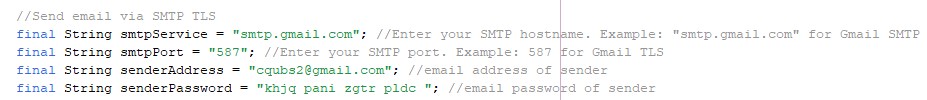 //Send email via SMTP TLS
final String smtpService = "smtp.gmail.com"; //Enter your SMTP hostname. Example: "smtp.gmail.com" for Gmail SMTP
final String smtpPort = "587"; //Enter your SMTP port. Example: 587 for Gmail TLS
final String senderAddress = "cqubs2@gmail.com"; //email address of sender
final String senderPassword = "khjq pani zgtr pldc "; //email password of sender